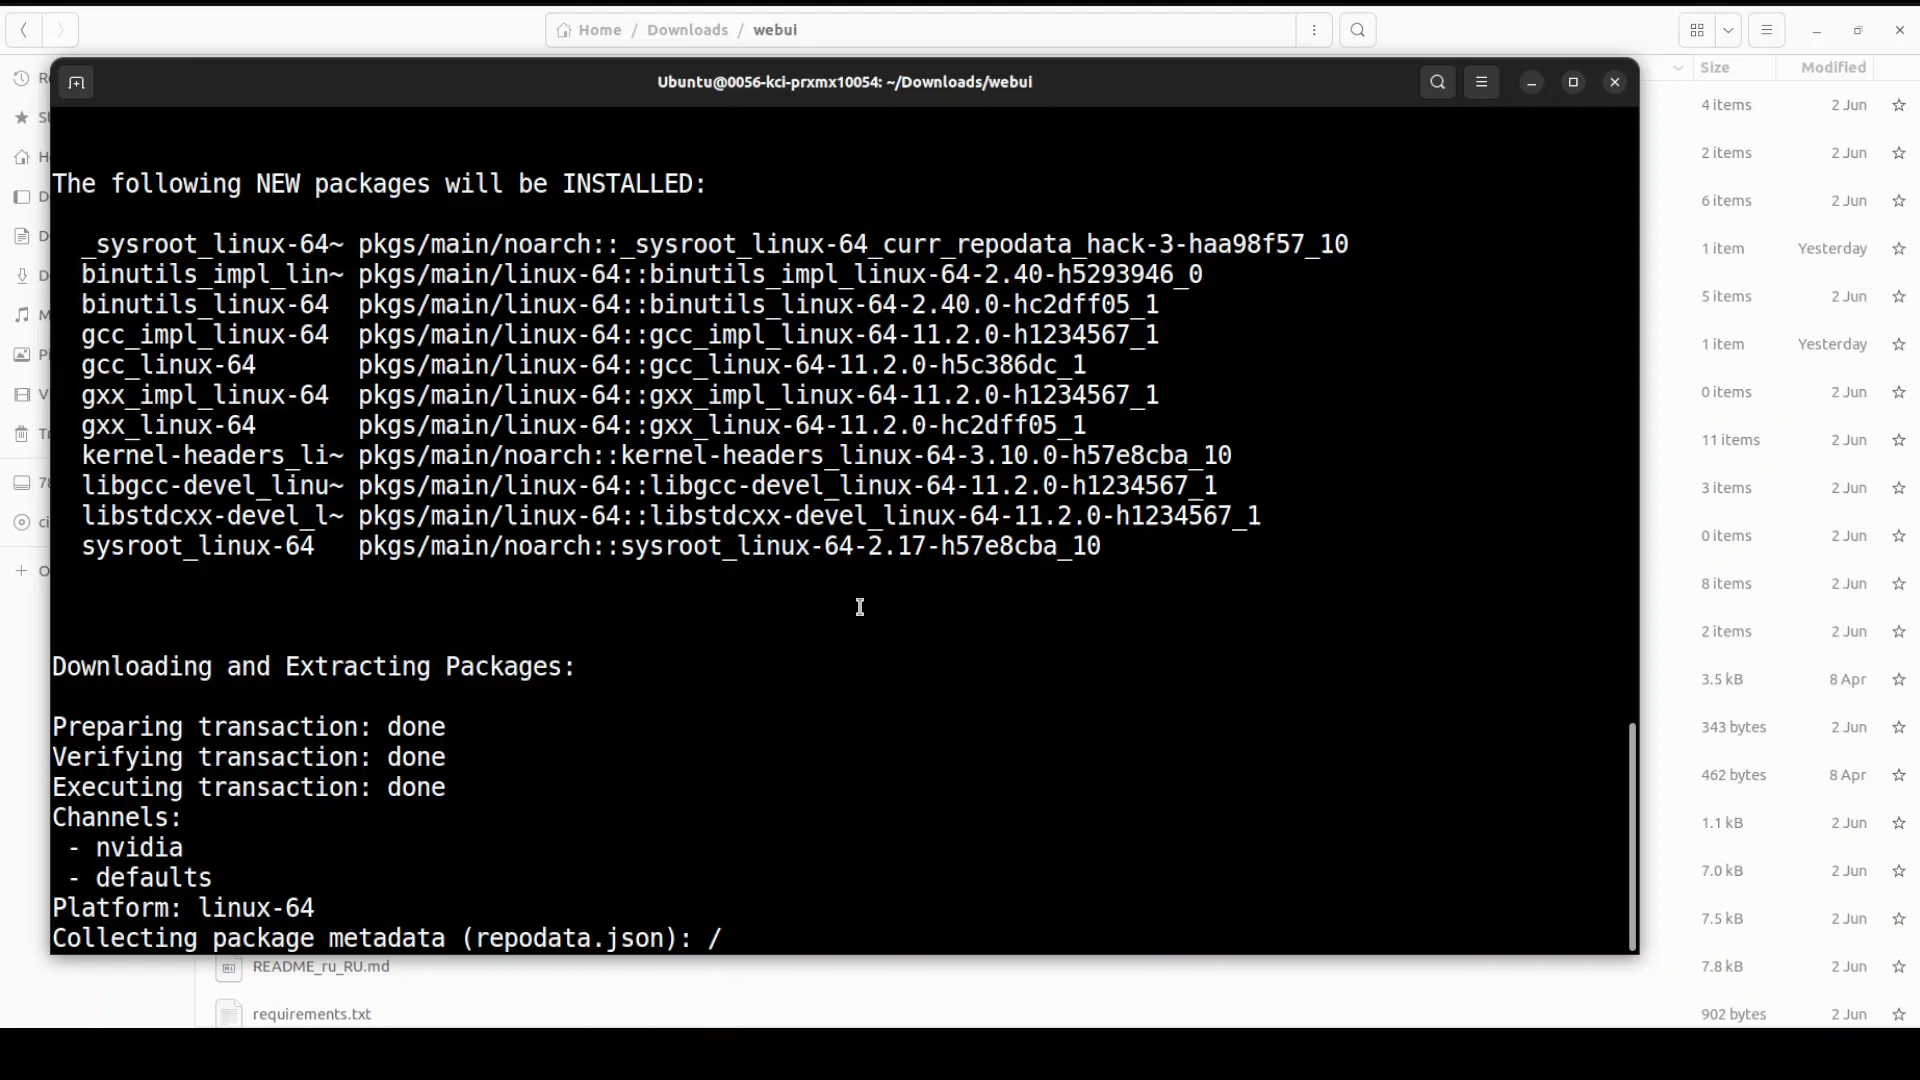 Home / Downloads / webui
Ubuntu@0056-kci-prxmx10054: ~/Downloads/webui
Size
Modified
The following NEW packages will be INSTALLED:
_sysroot_linux-64~ pkgs/main/noarch::_sysroot_linux-64_curr_repodata_hack-3-haa98f57_10
binutils_impl_lin~ pkgs/main/linux-64::binutils_impl_linux-64-2.40-h5293946_0
binutils_linux-64 pkgs/main/linux-64::binutils_linux-64-2.40.0-hc2dff05_1
gcc_impl_linux-64 pkgs/main/linux-64::gcc_impl_linux-64-11.2.0-h1234567_1
gcc_linux-64 pkgs/main/linux-64::gcc_linux-64-11.2.0-h5c386dc_1
gxx_impl_linux-64 pkgs/main/linux-64::gxx_impl_linux-64-11.2.0-h1234567_1
gxx_linux-64 pkgs/main/linux-64::gxx_linux-64-11.2.0-hc2dff05_1
kernel-headers_li~ pkgs/main/noarch::kernel-headers_linux-64-3.10.0-h57e8cba_10
libgcc-devel_linu~ pkgs/main/linux-64::libgcc-devel_linux-64-11.2.0-h1234567_1
libstdcxx-devel_l~ pkgs/main/linux-64::libstdcxx-devel_linux-64-11.2.0-h1234567_1
sysroot_linux-64 pkgs/main/noarch::sysroot_linux-64-2.17-h57e8cba_10
Downloading and Extracting Packages:
Preparing transaction: done
Verifying transaction: done
Executing transaction: done
Channels:
- nvidia
- defaults
Platform: linux-64
Collecting package metadata (repodata.json): /
4 items 2 Jun
2 items 2 Jun
6 items 2 Jun
1 item Yesterday
5 items 2 Jun
1 item Yesterday
0 items 2 Jun
11 items 2 Jun
3 items 2 Jun
0 items 2 Jun
8 items 2 Jun
2 items 2 Jun
3.5 kB 8 Apr
343 bytes 2 Jun
462 bytes 8 Apr
1.1 kB 2 Jun
7.0 kB 2 Jun
7.5 kB 2 Jun
README_ru_RU.md 7.8 kB 2 Jun
requirements.txt 902 bytes 2 Jun